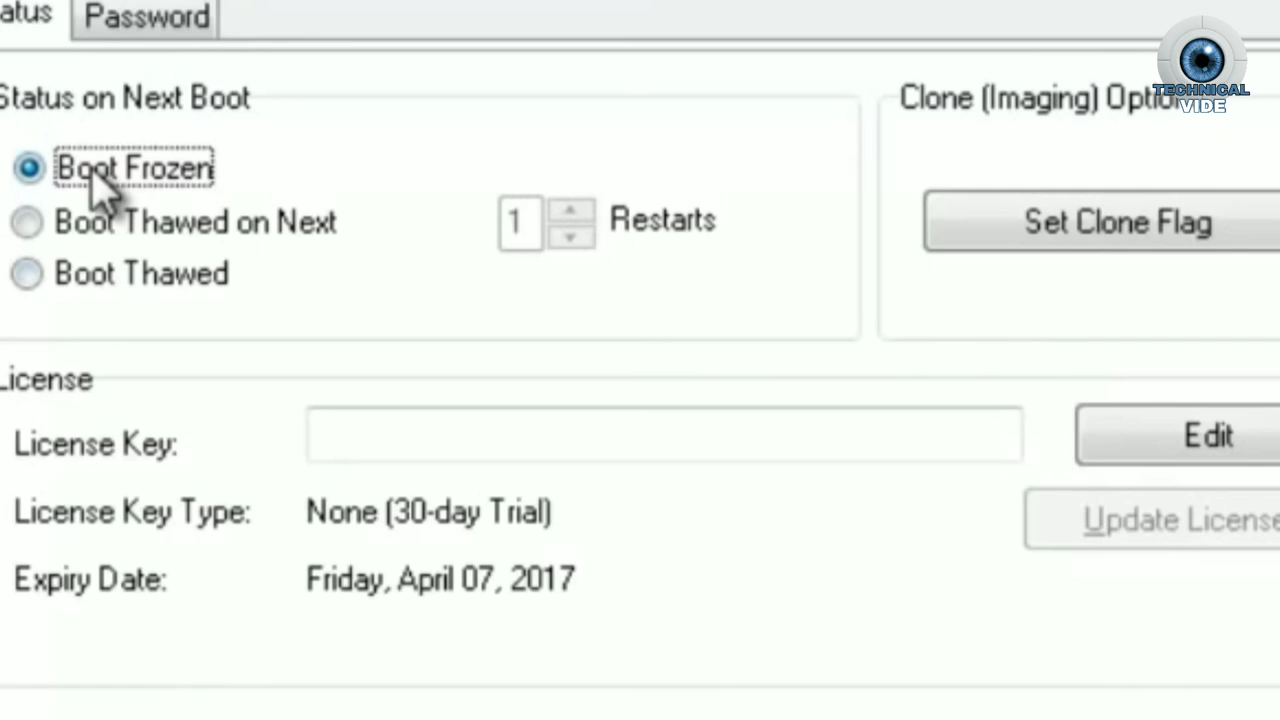 Password
Status on Next Boot
Boot Frozen
Boot Thawed on Next
1
Restarts
Boot Thawed
Clone (Imaging)
Set Clone Flag
TECHNICAL
VIDE
License
License Key:
Edit
License Key Type:
None (30-day Trial)
Update License
Expiry Date:
Friday, April 07, 2017